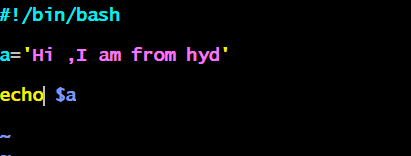 #!/bin/bash
a='Hi ,I am from hyd'
echo $a
~